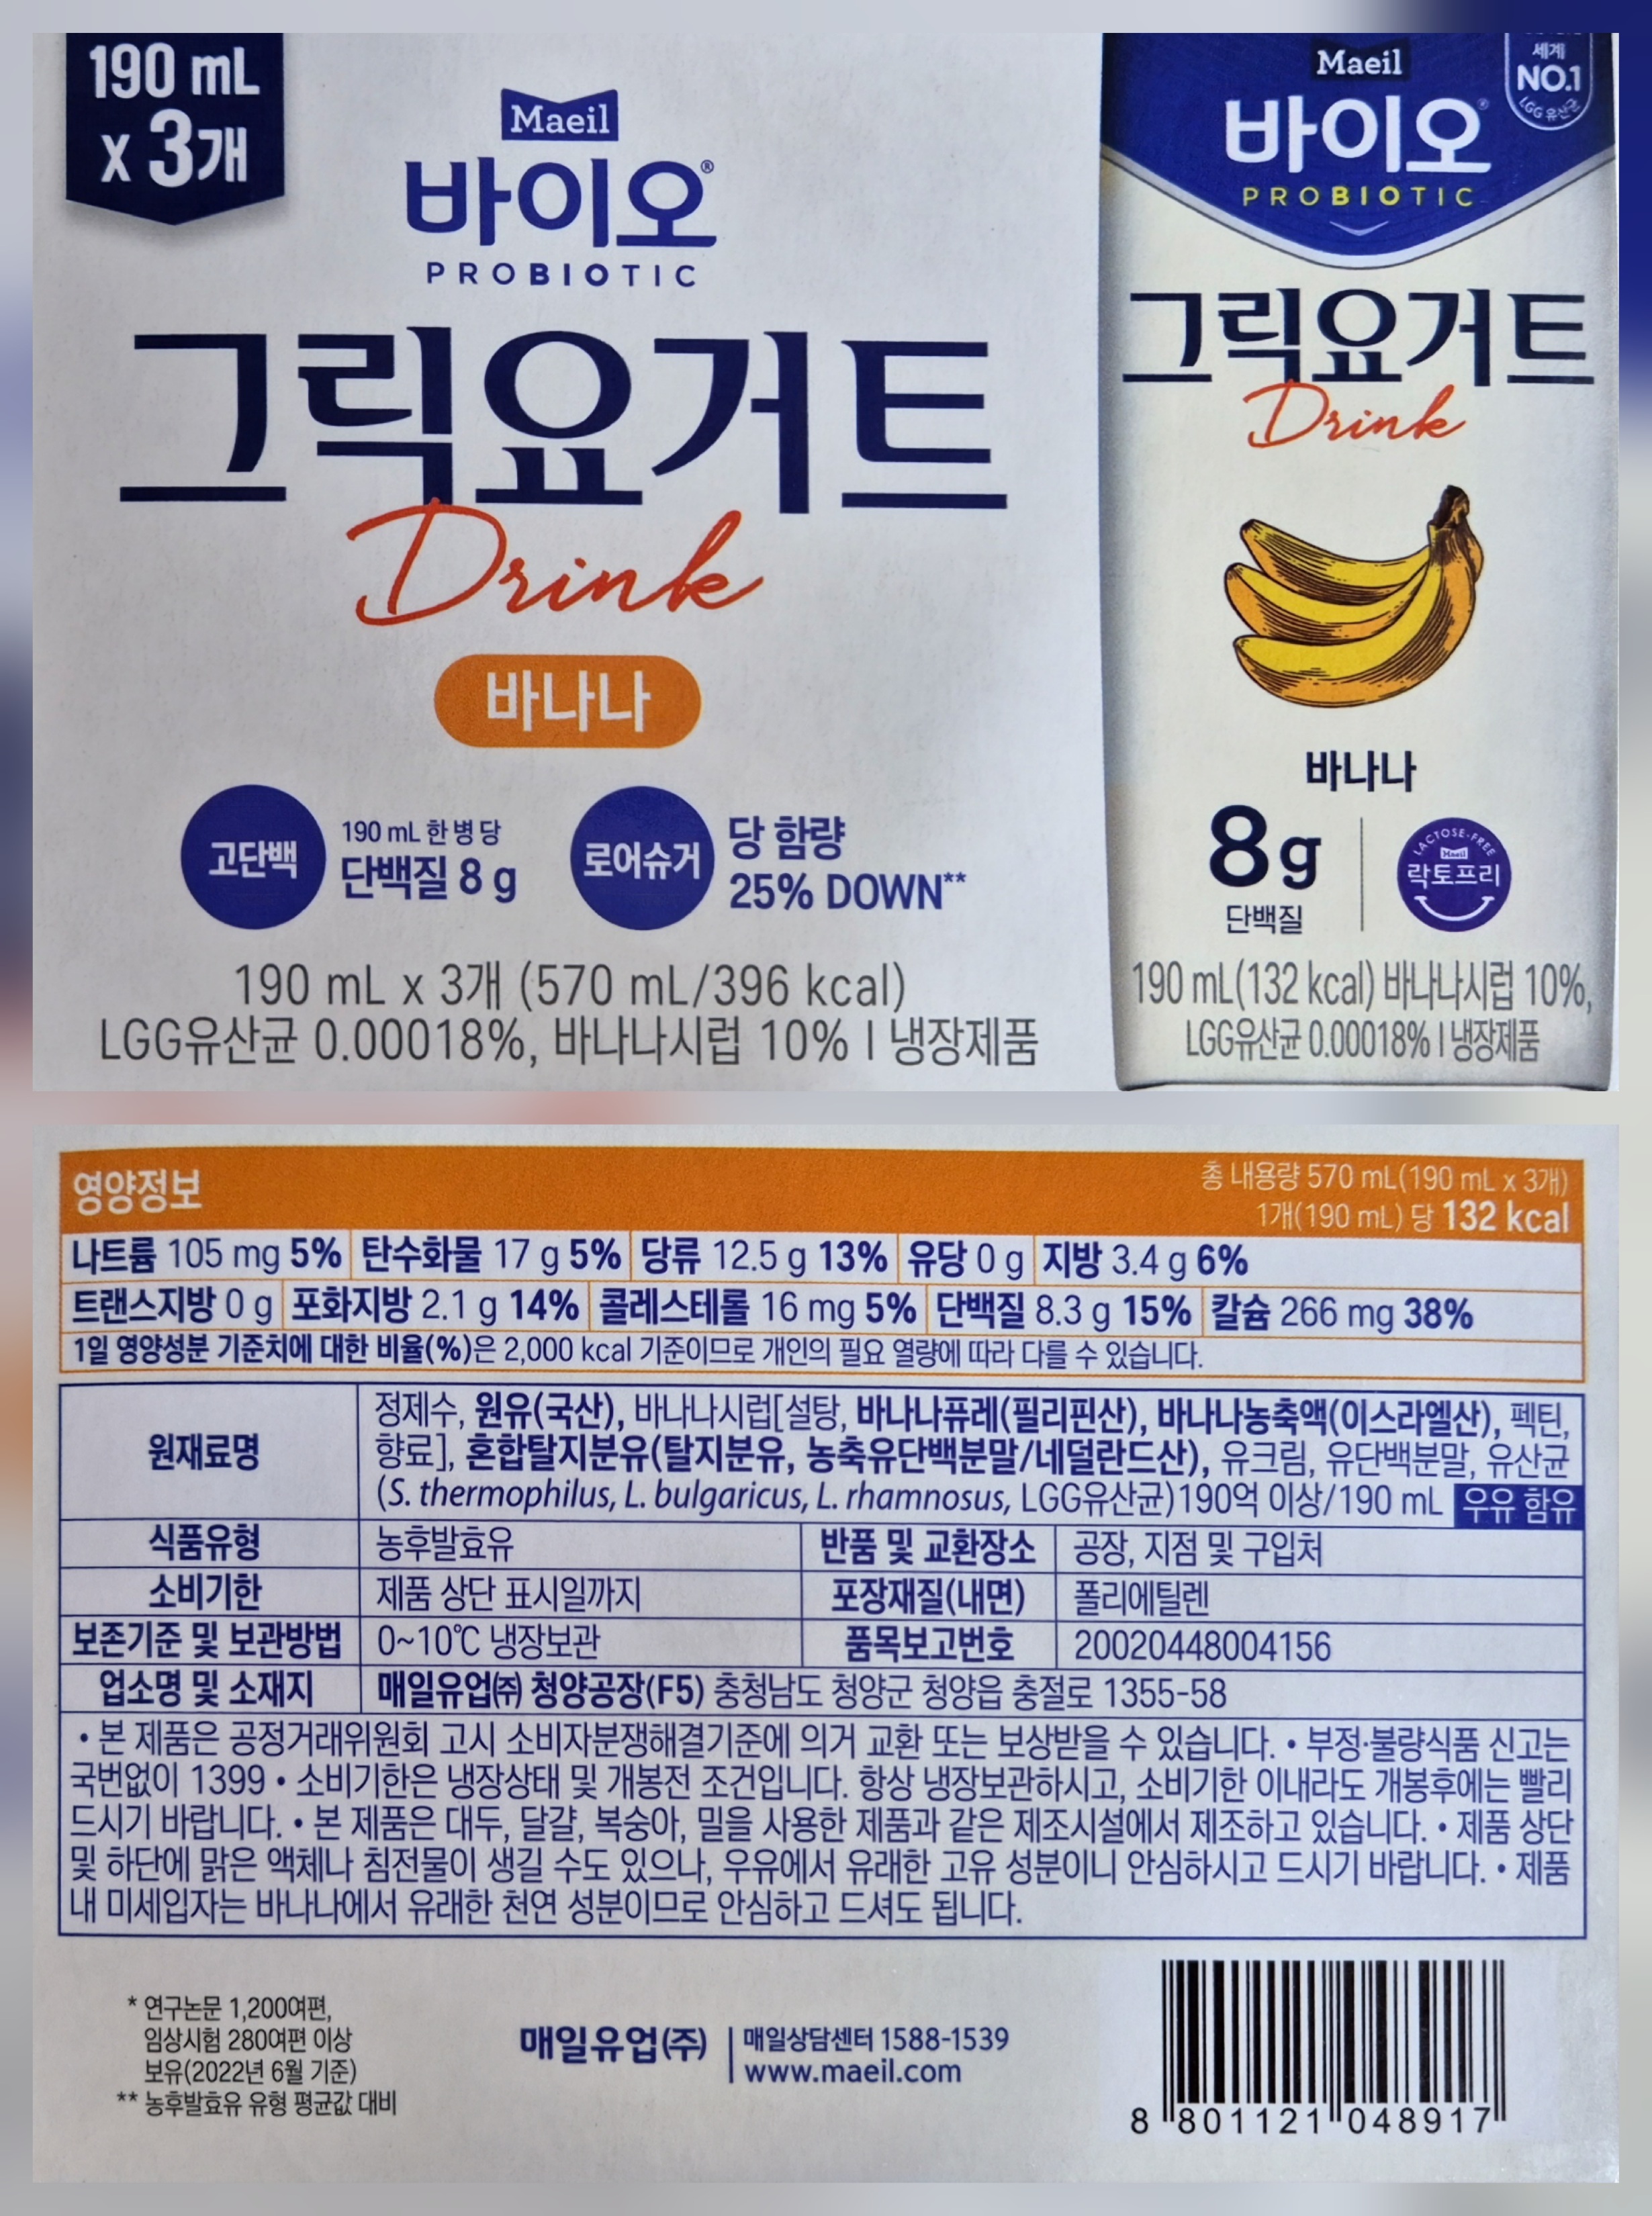 190 mL
x 3개
Maeil
바이오®
PROBIOTIC
그릭요거트
Drink
바나나
고단백
190 mL 한 병 당
단백질 8 g
로어슈거
당 함량
25% DOWN**
190 mL x 3개 (570 mL/396 kcal)
LGG유산균 0.00018%, 바나나시럽 10% I 냉장제품
Maeil
바이오®
PROBIOTIC
세계
NO.1
LGG 유산균
그릭요거트
Drink
바나나
8g
단백질
LACTOSE-FREE
Maeil
락토프리
190 mL(132 kcal) 바나나시럽 10%,
LGG유산균 0.00018% I 냉장제품
영양정보
총 내용량 570 mL(190 mL x 3개)
1개(190 mL) 당 132 kcal
나트륨 105 mg 5% 탄수화물 17 g 5% 당류 12.5 g 13% 유당 0 g 지방 3.4 g 6%
트랜스지방 0 g 포화지방 2.1 g 14% 콜레스테롤 16 mg 5% 단백질 8.3 g 15% 칼슘 266 mg 38%
1일 영양성분 기준치에 대한 비율(%)은 2,000 kcal 기준이므로 개인의 필요 열량에 따라 다를 수 있습니다.
원재료명
정제수, 원유(국산), 바나나시럽[설탕, 바나나퓨레(필리핀산), 바나나농축액(이스라엘산), 펙틴,
향료], 혼합탈지분유(탈지분유, 농축유단백분말/네덜란드산), 유크림, 유단백분말, 유산균
(S. thermophilus, L. bulgaricus, L. rhamnosus, LGG유산균)190억 이상/190 mL 우유 함유
식품유형 농후발효유 반품 및 교환장소 공장, 지점 및 구입처
소비기한 제품 상단 표시일까지 포장재질(내면) 폴리에틸렌
보존기준 및 보관방법 0~10℃ 냉장보관 품목보고번호 20020448004156
업소명 및 소재지 매일유업㈜ 청양공장(F5) 충청남도 청양군 청양읍 충절로 1355-58
• 본 제품은 공정거래위원회 고시 소비자분쟁해결기준에 의거 교환 또는 보상받을 수 있습니다. • 부정·불량식품 신고는
국번없이 1399 • 소비기한은 냉장상태 및 개봉전 조건입니다. 항상 냉장보관하시고, 소비기한 이내라도 개봉후에는 빨리
드시기 바랍니다. • 본 제품은 대두, 달걀, 복숭아, 밀을 사용한 제품과 같은 제조시설에서 제조하고 있습니다. • 제품 상단
및 하단에 맑은 액체나 침전물이 생길 수도 있으나, 우유에서 유래한 고유 성분이니 안심하시고 드시기 바랍니다. • 제품
내 미세입자는 바나나에서 유래한 천연 성분이므로 안심하고 드셔도 됩니다.
* 연구논문 1,200여편,
임상시험 280여편 이상
보유(2022년 6월 기준)
** 농후발효유 유형 평균값 대비
매일유업(주)
매일상담센터 1588-1539
www.maeil.com
8 801121 048917